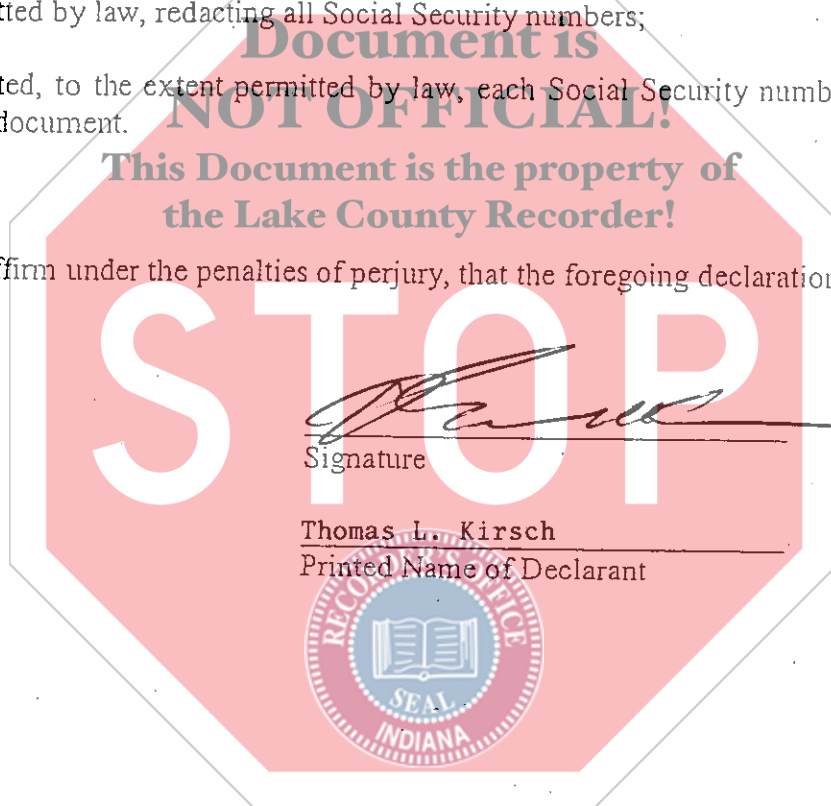 tted by law, redacting all Social Security numbers;
Document is
ted, to the extent permitted by law, each Social Security numb
NOT OFFICIAL!
document.
This Document is the property of
the Lake County Recorder!
ffirm under the penalties of perjury, that the foregoing declaration
STOP
Signature
Thomas L. Kirsch
Printed Name of Declarant
RECORDER'S OFFICE
SEAL
INDIANA